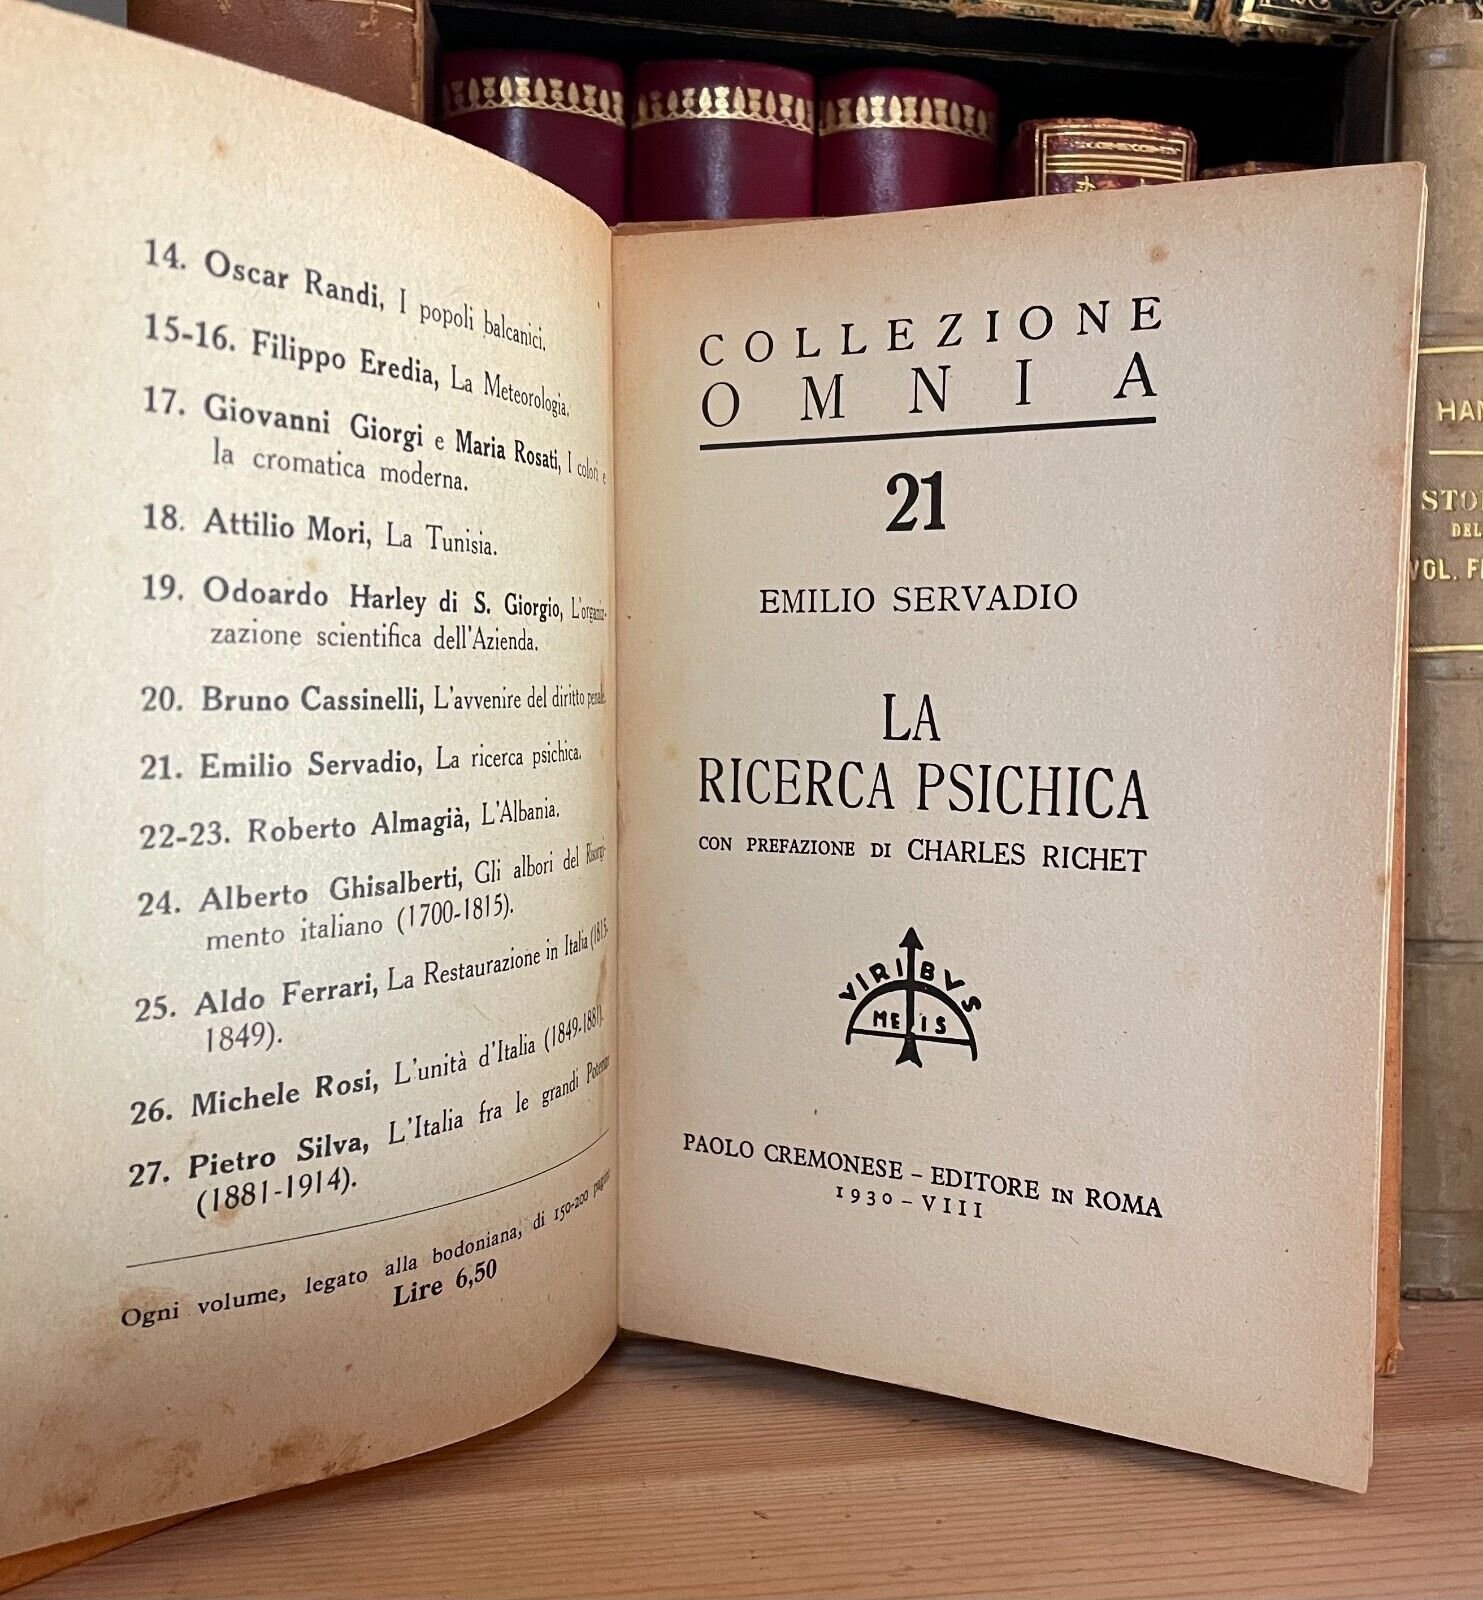 14. Oscar Randi, I popoli balcanici.
15-16. Filippo Eredia, La Meteorologia.
17. Giovanni Giorgi e Maria Rosati, I colori e
la cromatica moderna.
18. Attilio Mori, La Tunisia.
19. Odoardo Harley di S. Giorgio, L'organiz-
zazione scientifica dell'Azienda.
20. Bruno Cassinelli, L'avvenire del diritto penale.
21. Emilio Servadio, La ricerca psichica.
22-23. Roberto Almagià, L'Albania.
24. Alberto Ghisalberti, Gli albori del Risorgi-
mento italiano (1700-1815).
25. Aldo Ferrari, La Restaurazione in Italia (1815-
1849).
26. Michele Rosi, L'unità d'Italia (1849-1881).
27. Pietro Silva, L'Italia fra le grandi Potenze
(1881-1914).
Ogni volume, legato alla bodoniana, di 150-200 pagine,
Lire 6,50
COLLEZIONE
OMNIA
21
EMILIO SERVADIO
LA
RICERCA PSICHICA
CON PREFAZIONE DI CHARLES RICHET
VIRIBVS
MEIS
PAOLO CREMONESE - EDITORE IN ROMA
1930 - VIII
HAN
STO
DEL
VOL. F